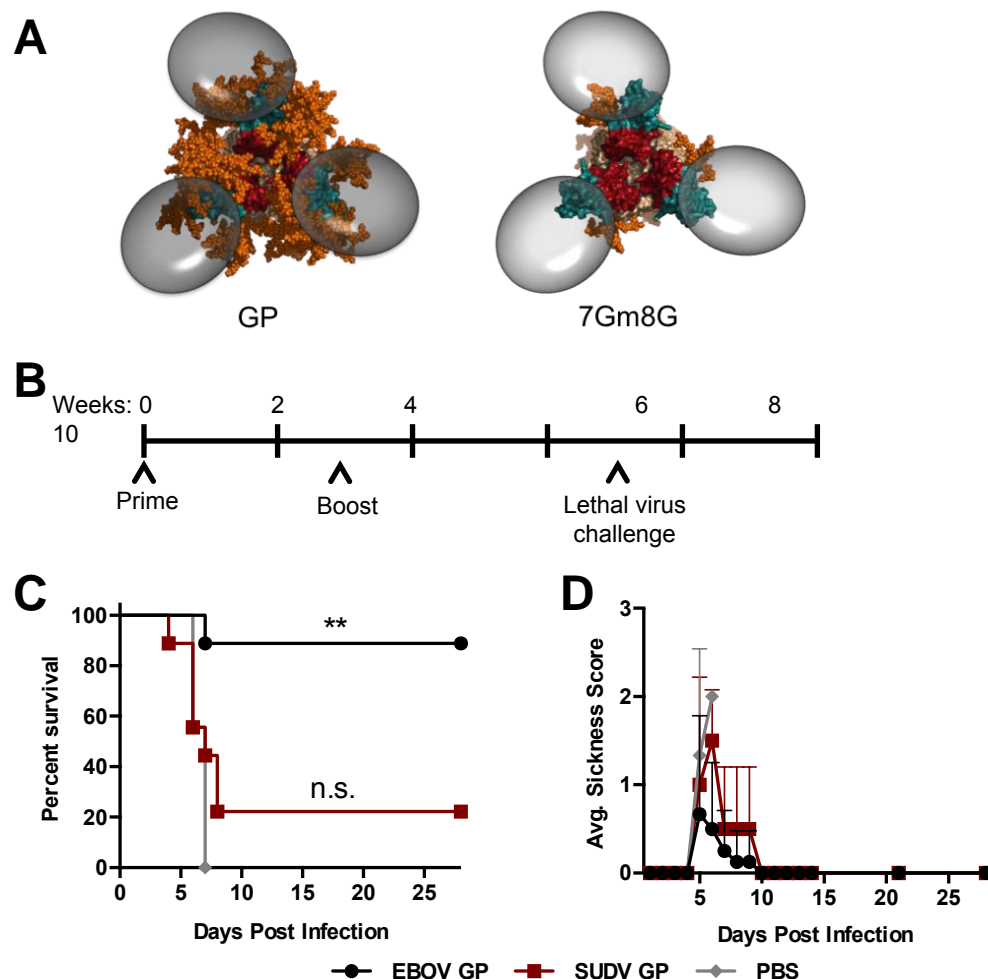 A
GP
7Gm8G
B
Weeks: 0 2 4 6 8
10
Prime
Boost
Lethal virus
challenge
C
Percent survival
100
80
60
40
20
0
**
n.s.
0 5 10 15 20 25
Days Post Infection
D
Avg. Sickness Score
3
2
1
0
5 10 15 20 25
Days Post Infection
EBOV GP SUDV GP PBS